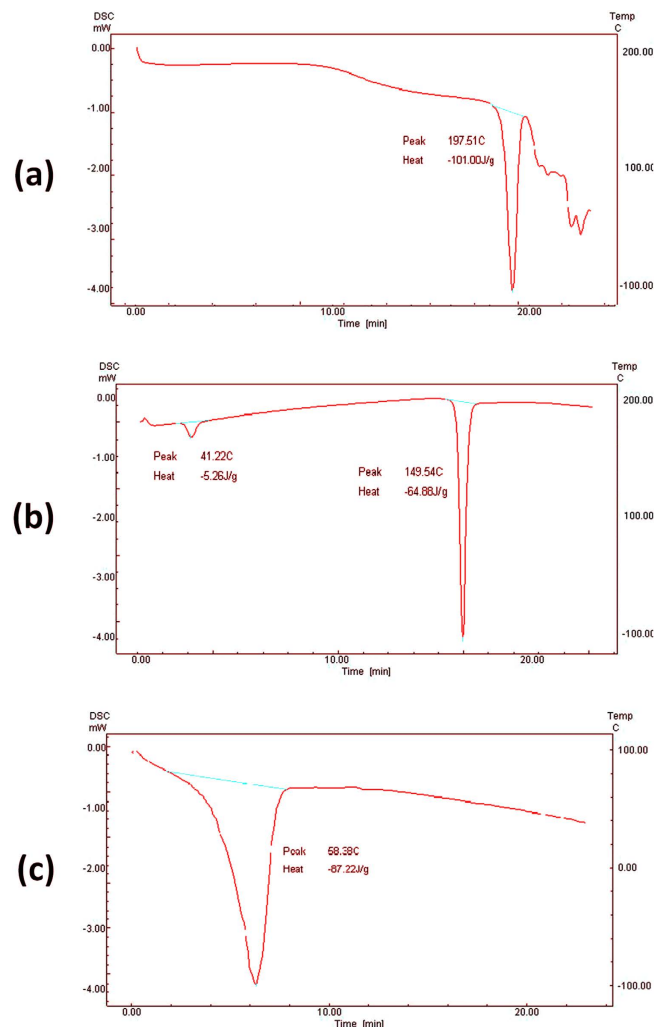 DSC
mW
Temp
C
0.00
200.00
-1.00
Peak 197.51C
Heat -101.00J/g
100.00
(a)
-2.00
-3.00
-4.00
-100.00
0.00 10.00 20.00
Time [min]
DSC
mW
Temp
C
0.00
200.00
-1.00
Peak 41.22C
Heat -5.26J/g
Peak 149.54C
Heat -64.88J/g
(b)
100.00
-2.00
-3.00
-4.00
-100.00
0.00 10.00 20.00
Time [min]
DSC
mW
Temp
C
0.00
100.00
-1.00
Peak 58.38C
Heat -87.22J/g
(c)
0.00
-2.00
-3.00
-4.00
-100.00
0.00 10.00 20.00
Time [min]